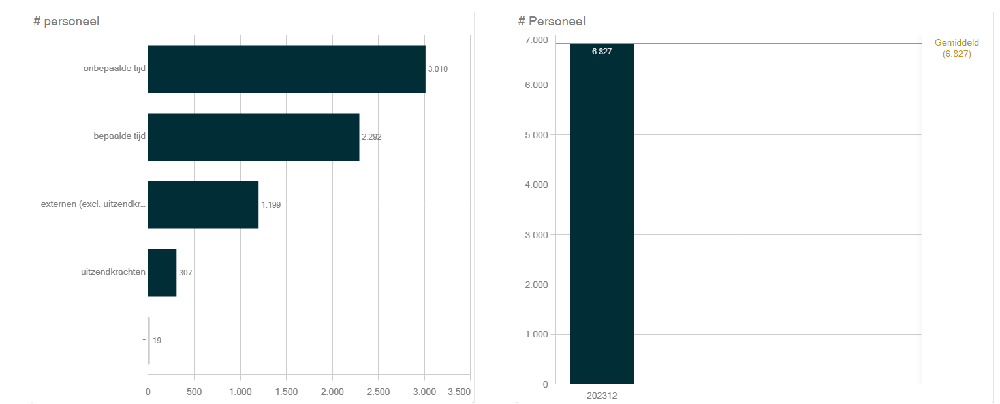 # personeel
onbepaalde tijd
3.010
bepaalde tijd
2.292
externen (excl. uitzendkr...
1.199
uitzendkrachten
307
-
19
0 500 1.000 1.500 2.000 2.500 3.000 3.500
# Personeel
7.000
6.000
5.000
4.000
3.000
2.000
1.000
0
6.827
Gemiddeld
(6.827)
202312